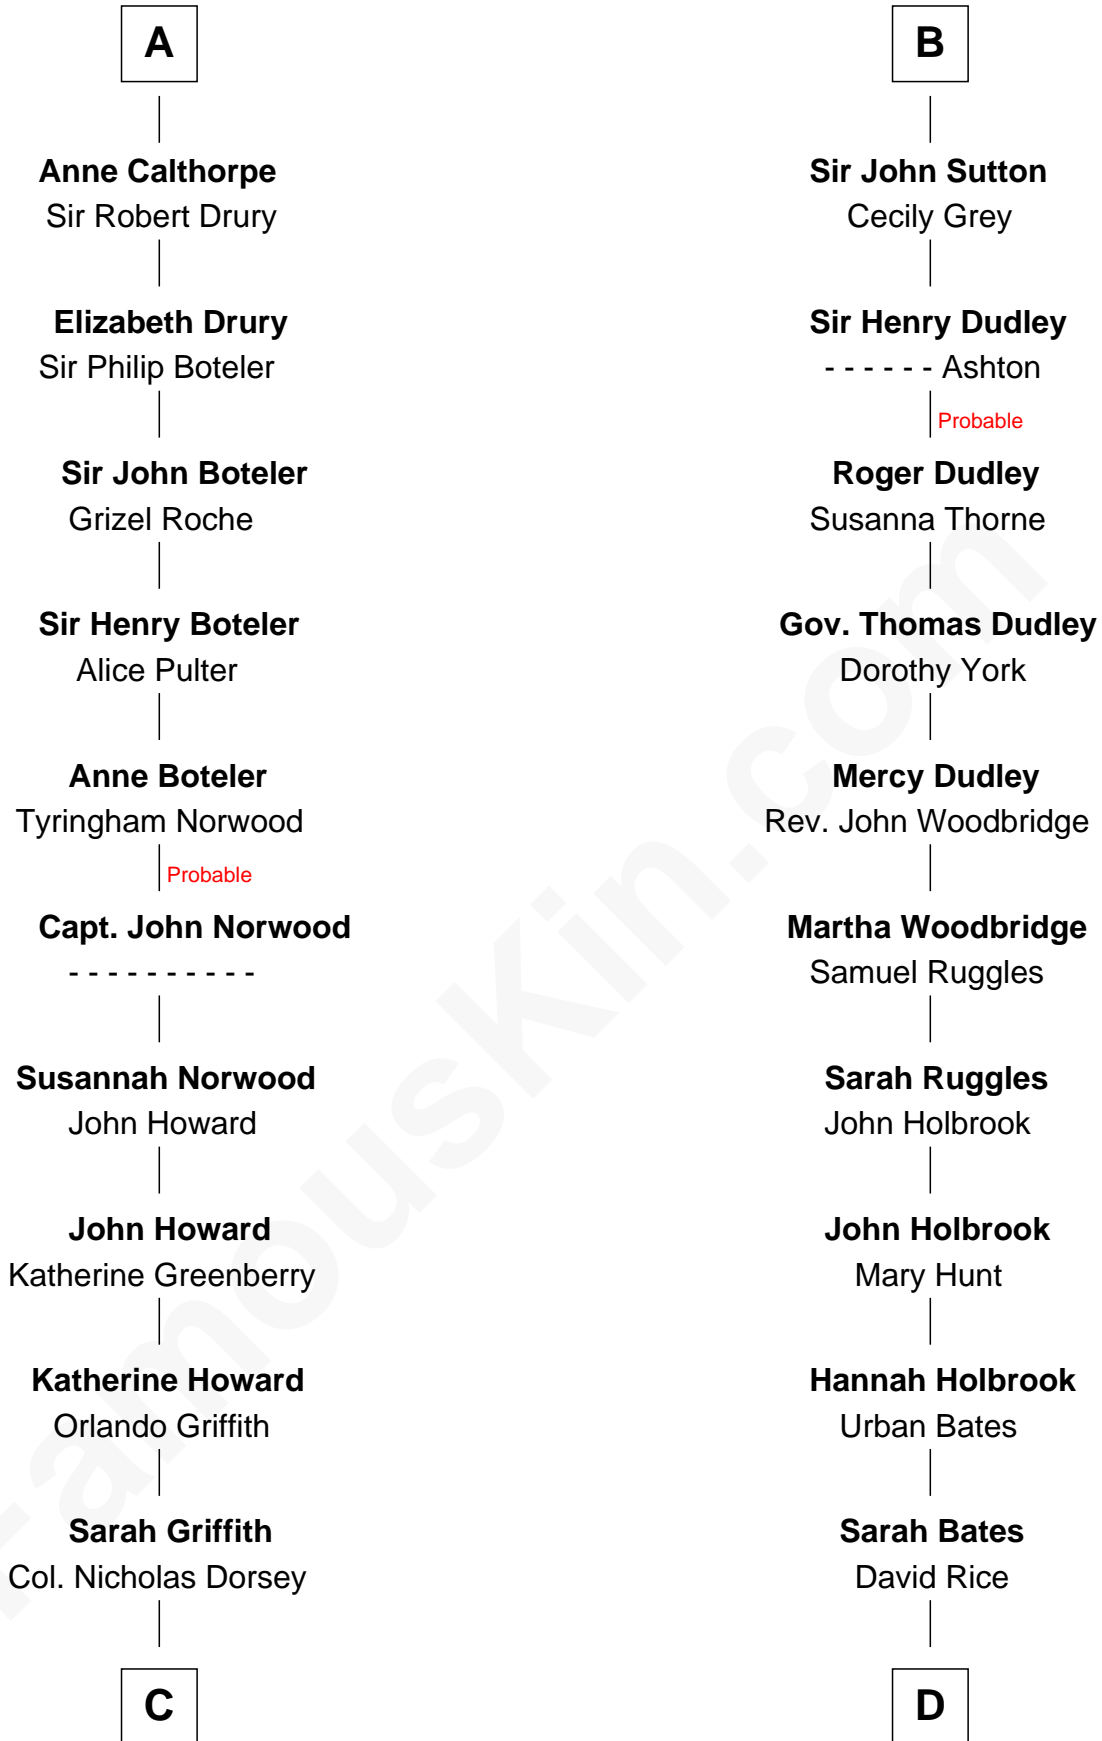 A
Anne Calthorpe
Sir Robert Drury
Elizabeth Drury
Sir Philip Boteler
Sir John Boteler
Grizel Roche
Sir Henry Boteler
Alice Pulter
Anne Boteler
Tyringham Norwood
Probable
Capt. John Norwood
- - - - - - - - - -
Susannah Norwood
John Howard
John Howard
Katherine Greenberry
Katherine Howard
Orlando Griffith
Sarah Griffith
Col. Nicholas Dorsey
C
B
Sir John Sutton
Cecily Grey
Sir Henry Dudley
- - - - - - Ashton
Probable
Roger Dudley
Susanna Thorne
Gov. Thomas Dudley
Dorothy York
Mercy Dudley
Rev. John Woodbridge
Martha Woodbridge
Samuel Ruggles
Sarah Ruggles
John Holbrook
John Holbrook
Mary Hunt
Hannah Holbrook
Urban Bates
Sarah Bates
David Rice
D
FamousKin.com